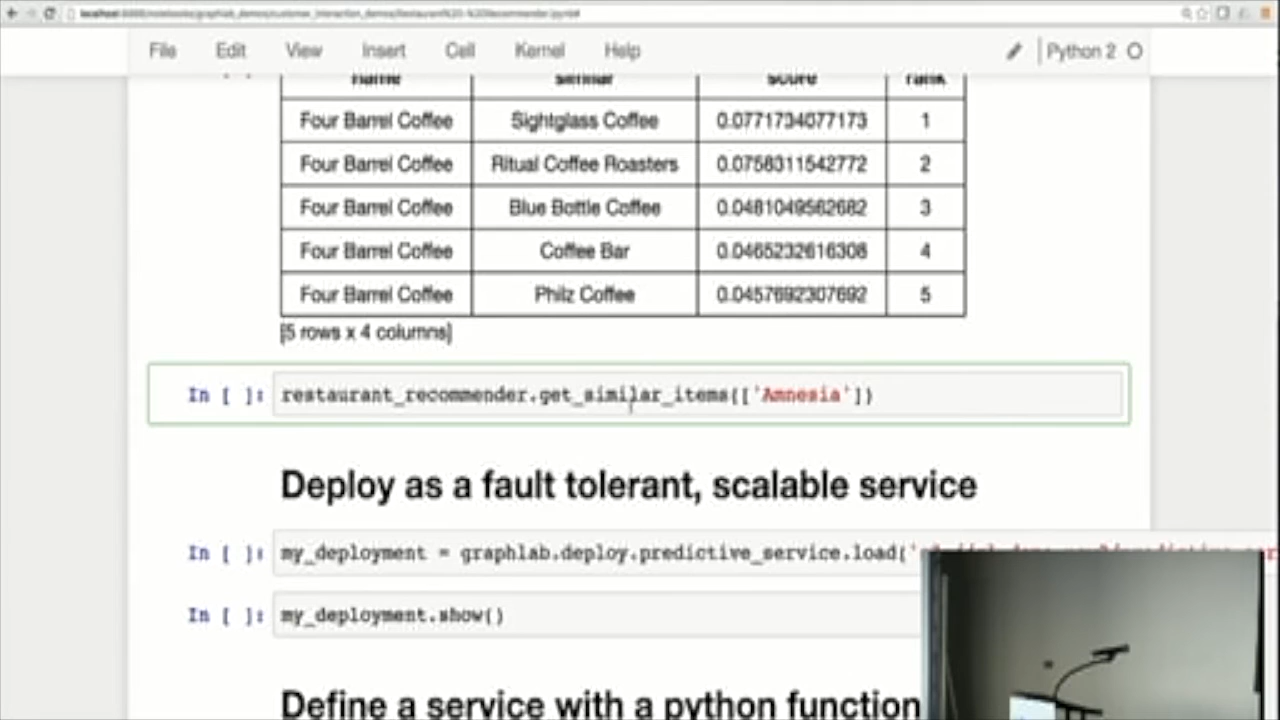 File Edit View Insert Cell Kernel Help Python 2
name similar score rank
Four Barrel Coffee Sightglass Coffee 0.0771734077173 1
Four Barrel Coffee Ritual Coffee Roasters 0.0758311542772 2
Four Barrel Coffee Blue Bottle Coffee 0.0481049562682 3
Four Barrel Coffee Coffee Bar 0.0465232616308 4
Four Barrel Coffee Philz Coffee 0.0457692307692 5
[5 rows x 4 columns]
In [ ]: restaurant_recommender.get_similar_items(['Amnesia'])
Deploy as a fault tolerant, scalable service
In [ ]: my_deployment = graphlab.deploy.predictive_service.load('
In [ ]: my_deployment.show()
Define a service with a python function